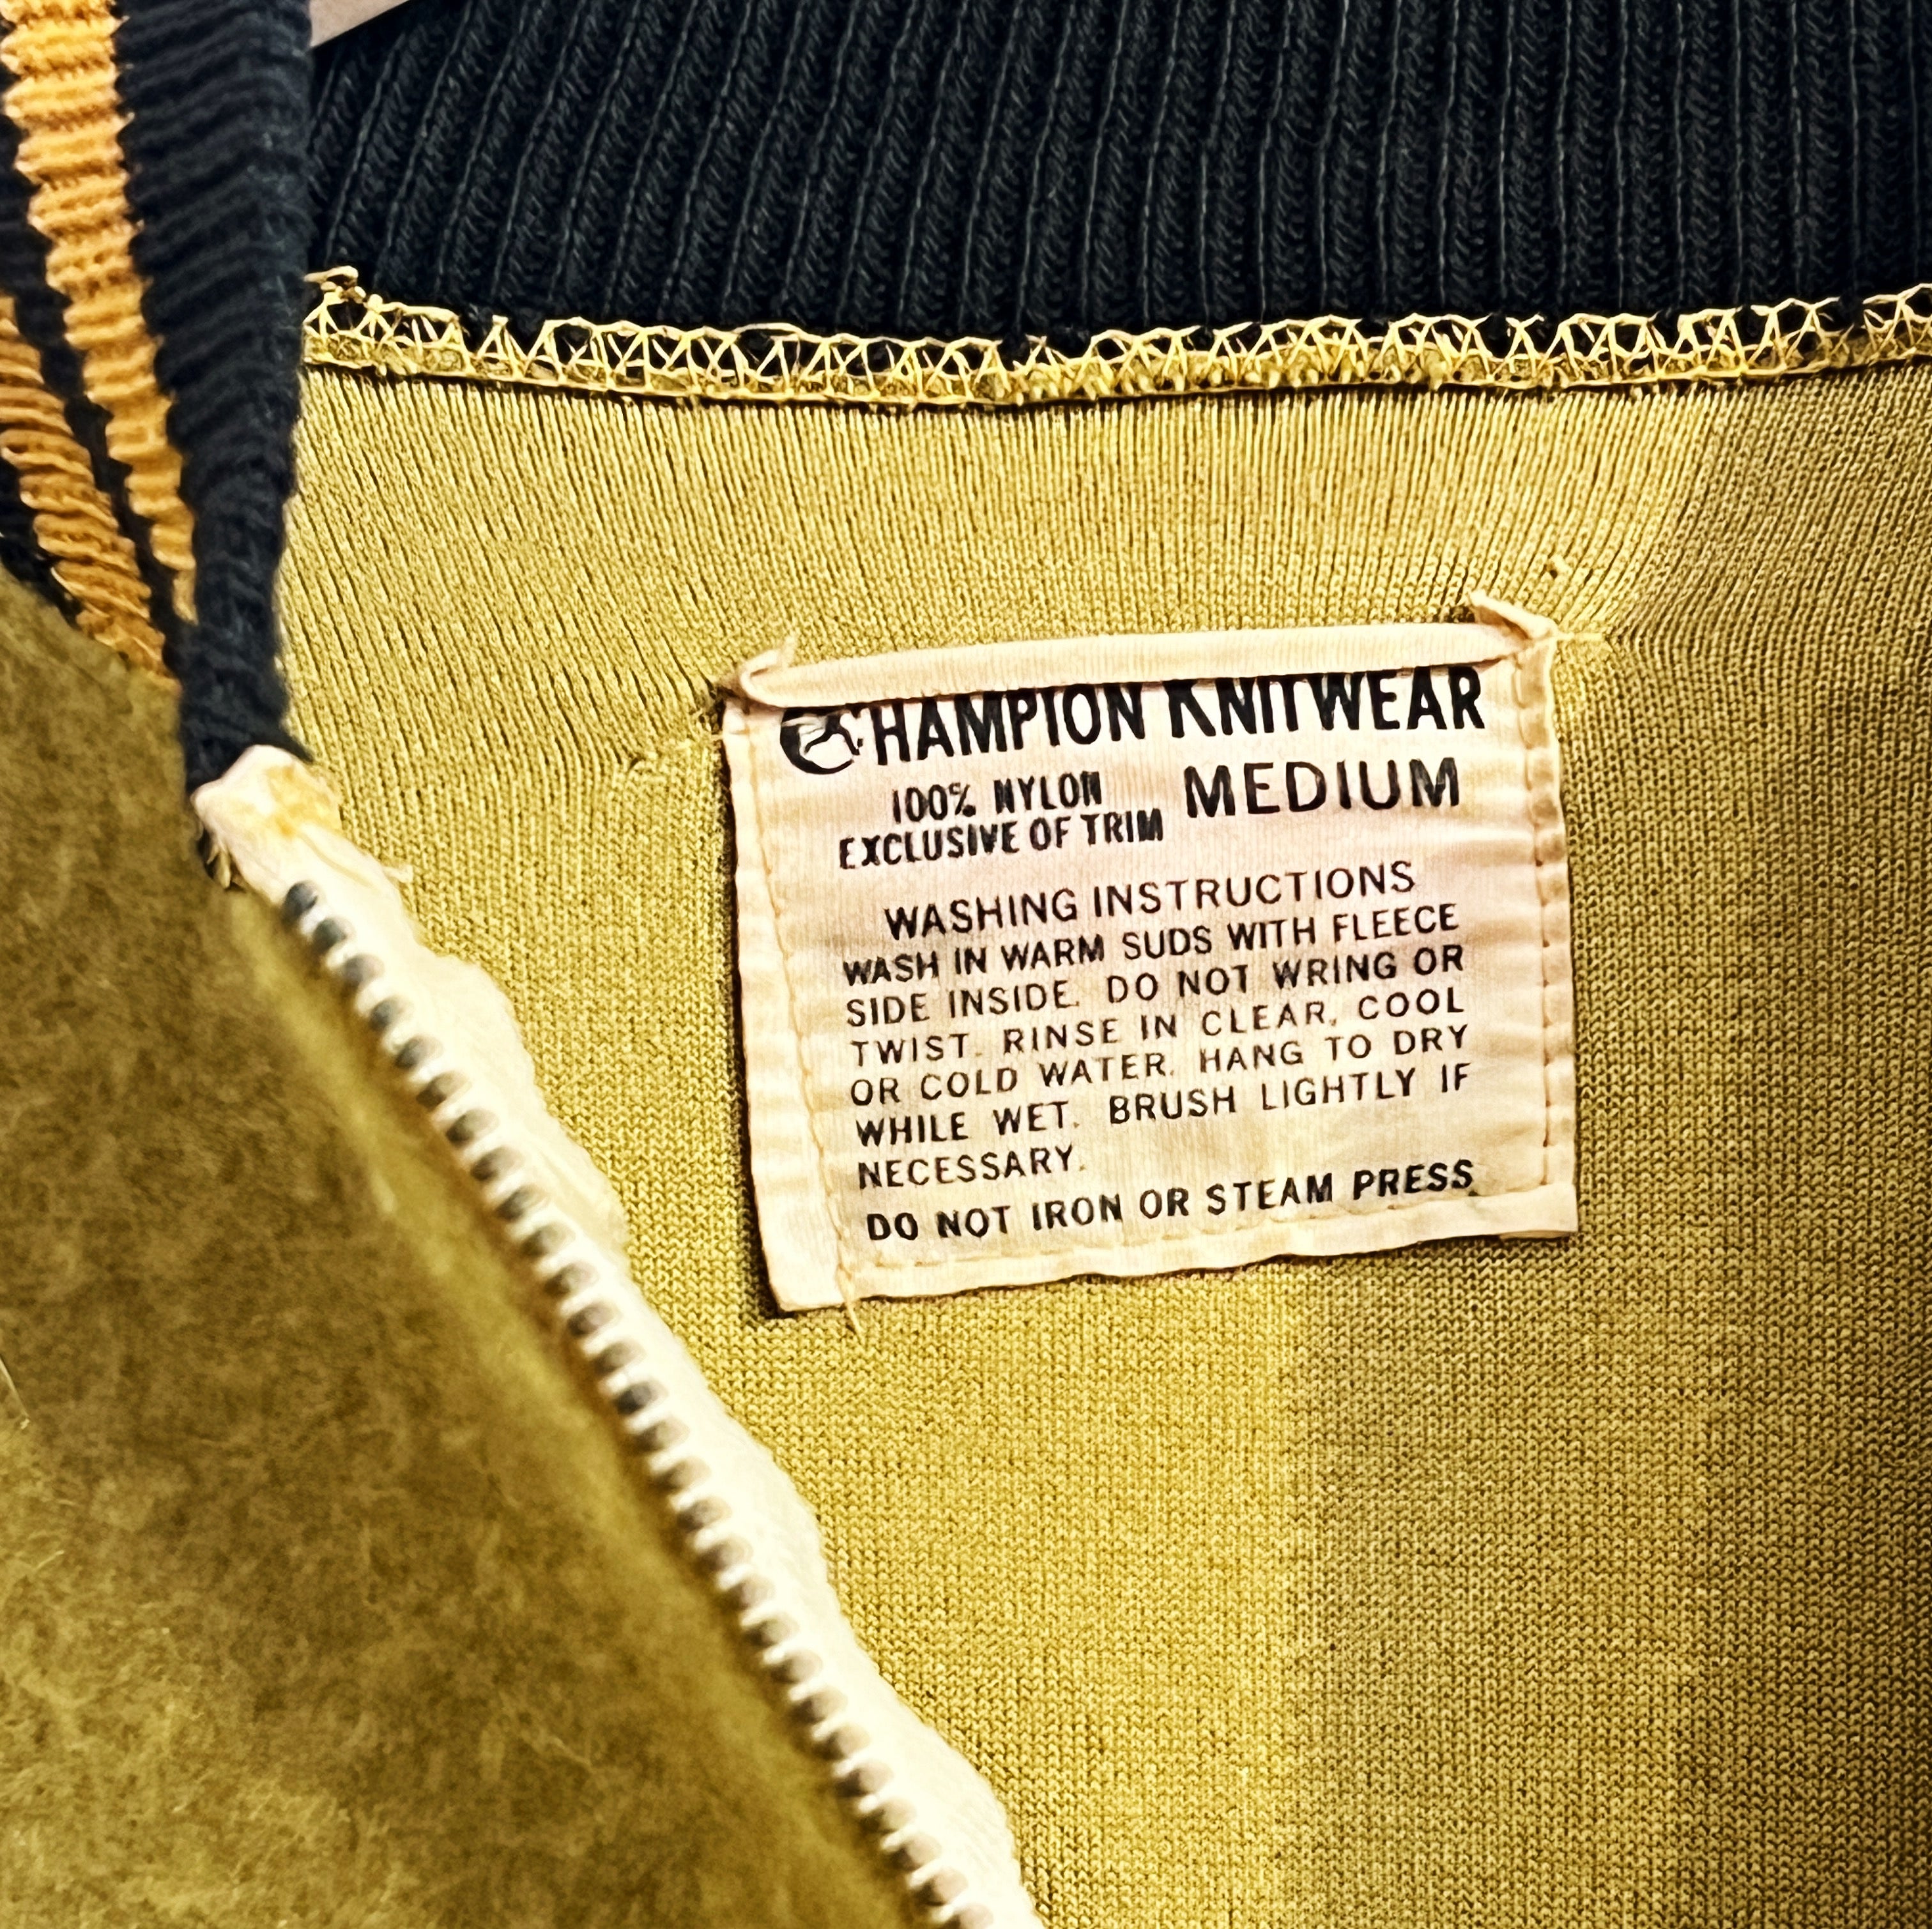 CHAMPION KNITWEAR
100% NYLON MEDIUM
EXCLUSIVE OF TRIM
WASHING INSTRUCTIONS
WASH IN WARM SUDS WITH FLEECE
SIDE INSIDE. DO NOT WRING OR
TWIST. RINSE IN CLEAR, COOL
OR COLD WATER. HANG TO DRY
WHILE WET. BRUSH LIGHTLY IF
NECESSARY.
DO NOT IRON OR STEAM PRESS